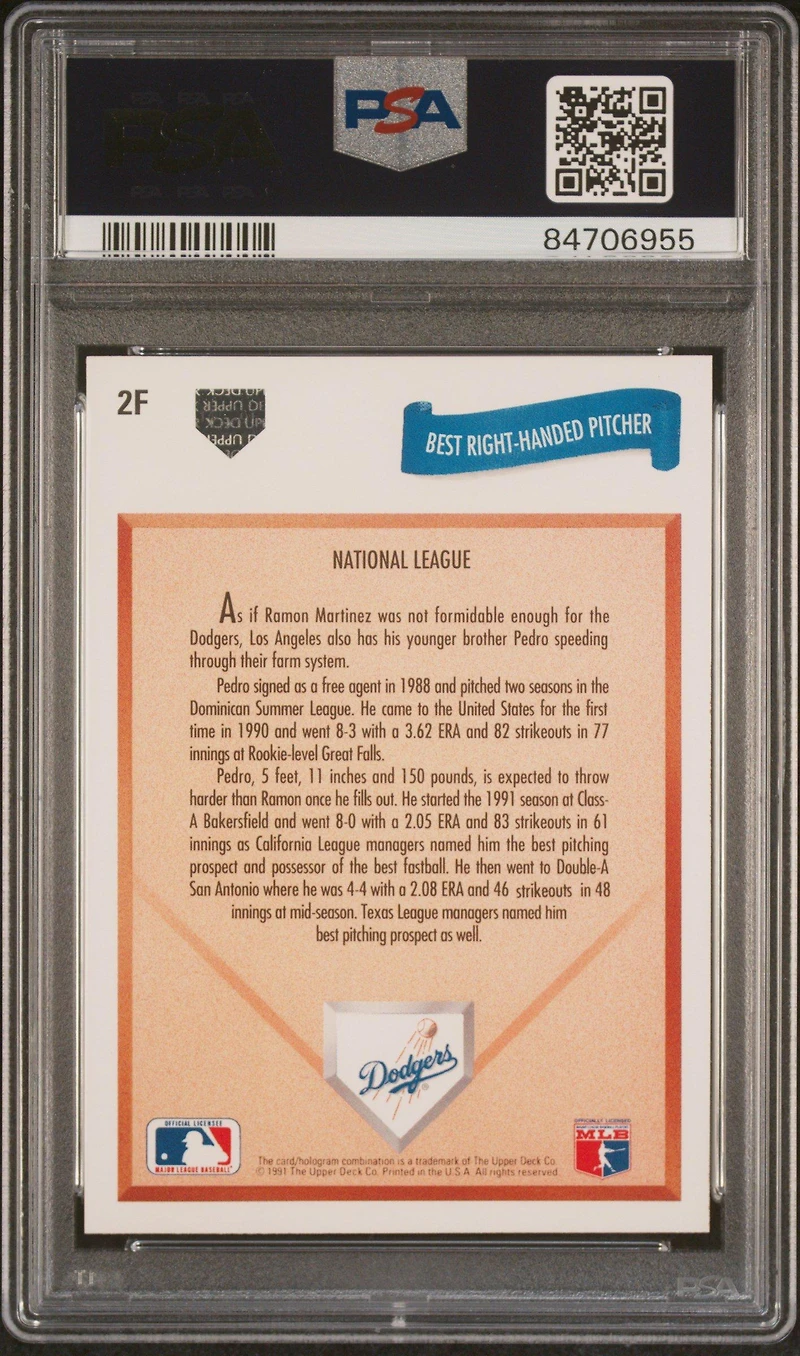 PSA
84706955
2F
BEST RIGHT-HANDED PITCHER
NATIONAL LEAGUE
As if Ramon Martinez was not formidable enough for the
Dodgers, Los Angeles also has his younger brother Pedro speeding
through their farm system.
Pedro signed as a free agent in 1988 and pitched two seasons in the
Dominican Summer League. He came to the United States for the first
time in 1990 and went 8-3 with a 3.62 ERA and 82 strikeouts in 77
innings at Rookie-level Great Falls.
Pedro, 5 feet, 11 inches and 150 pounds, is expected to throw
harder than Ramon once he fills out. He started the 1991 season at Class-
A Bakersfield and went 8-0 with a 2.05 ERA and 83 strikeouts in 61
innings as California League managers named him the best pitching
prospect and possessor of the best fastball. He then went to Double-A
San Antonio where he was 4-4 with a 2.08 ERA and 46 strikeouts in 48
innings at mid-season. Texas League managers named him
best pitching prospect as well.
Dodgers
OFFICIAL LICENSEE
MAJOR LEAGUE BASEBALL
The card/hologram combination is a trademark of The Upper Deck Co.
© 1991 The Upper Deck Co. Printed in the U.S.A. All rights reserved.
OFFICIALLY LICENSED
MLB
PSA